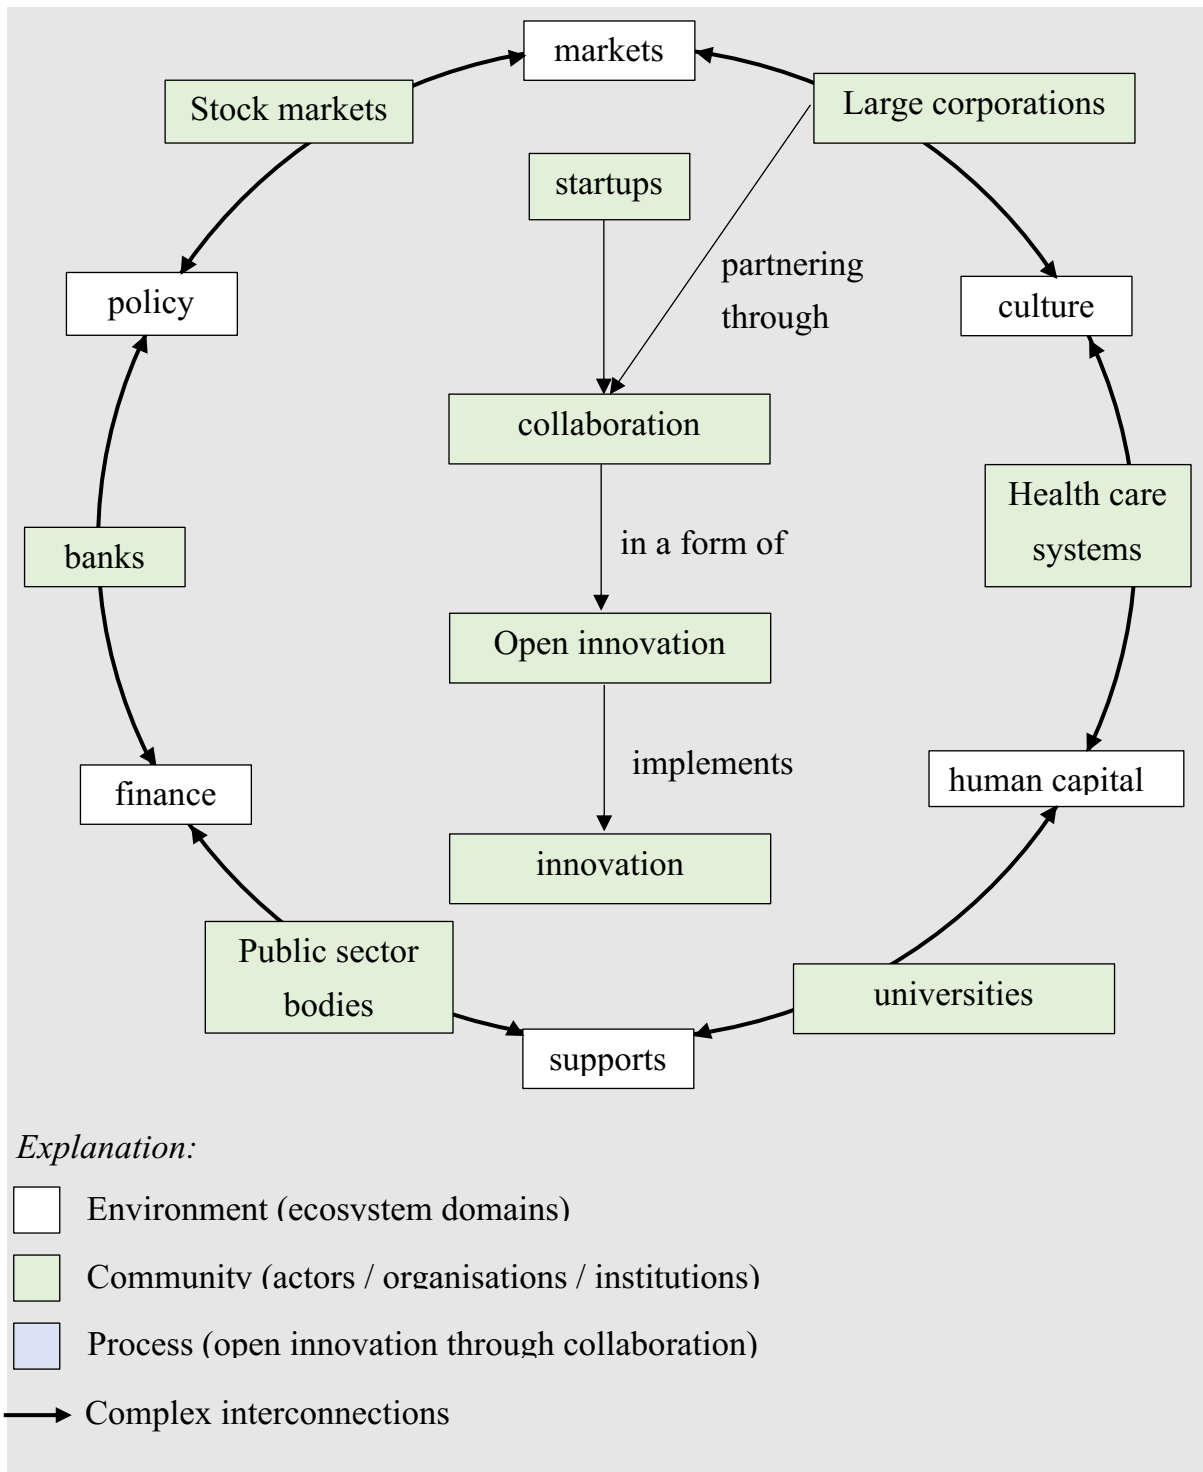 markets
Stock markets
Large corporations
startups
partnering
through
policy
culture
collaboration
Health care
systems
in a form of
banks
Open innovation
implements
finance
human capital
innovation
Public sector
bodies
universities
supports
Explanation:
Environment (ecosystem domains)
Community (actors / organisations / institutions)
Process (open innovation through collaboration)
Complex interconnections